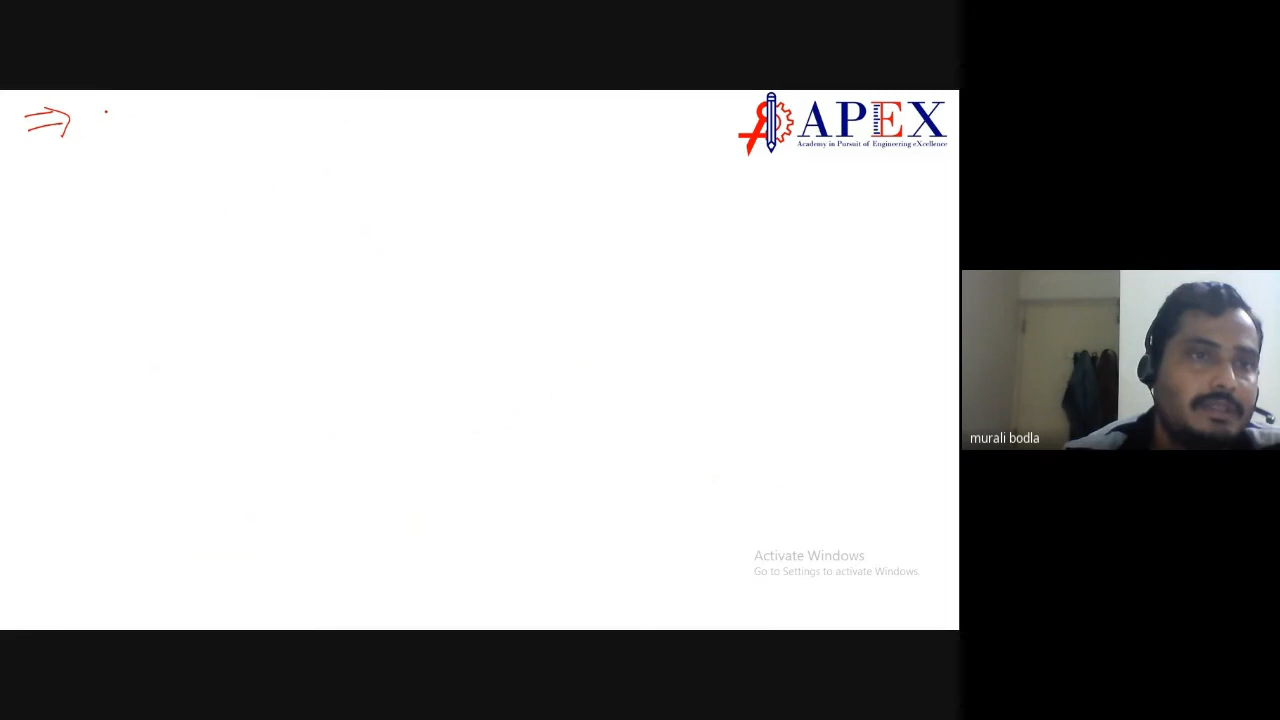 APEX
Academy in Pursuit of Engineering eXcellence
murali bodla
Activate Windows
Go to Settings to activate Windows.